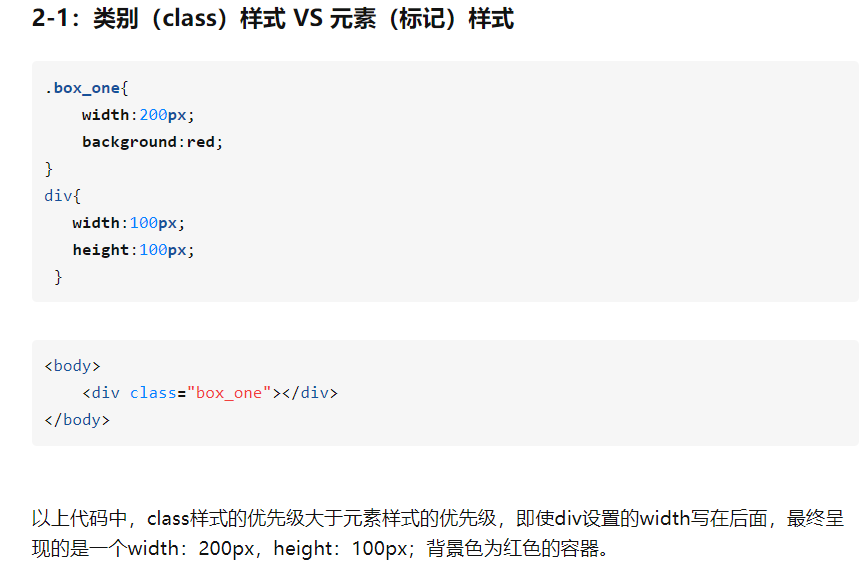 2-1：类别（class）样式 VS 元素（标记）样式
.box_one{
    width:200px;
    background:red;
}
div{
   width:100px;
   height:100px;
 }
<body>
    <div class="box_one"></div>
</body>
以上代码中，class样式的优先级大于元素样式的优先级，即使div设置的width写在后面，最终呈
现的是一个width：200px，height：100px；背景色为红色的容器。